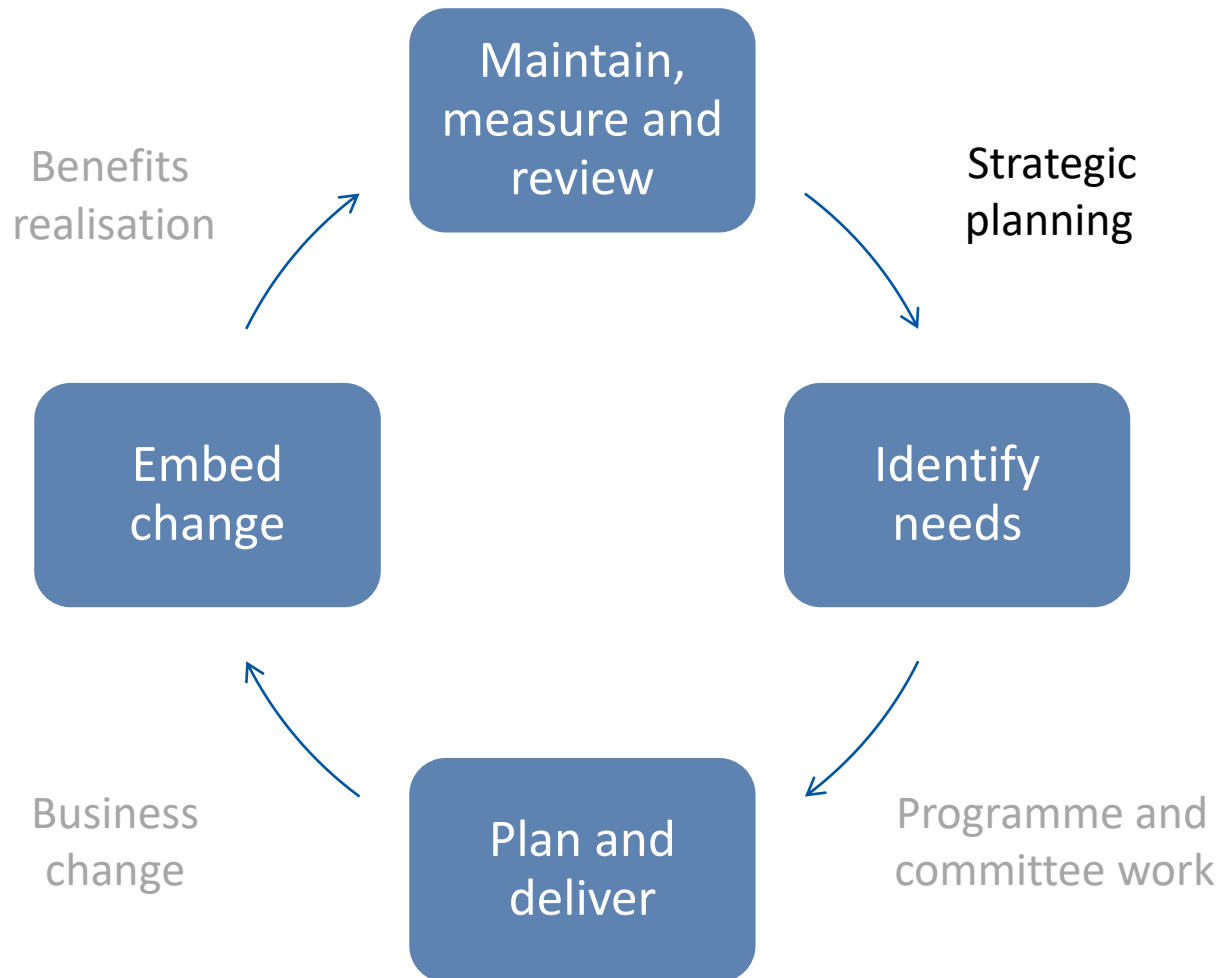 Maintain,
measure and
review
Benefits
realisation
Strategic
planning
Embed
change
Identify
needs
Business
change
Plan and
deliver
Programme and
committee work